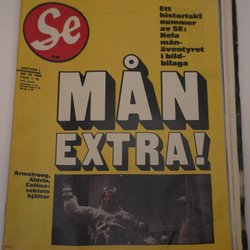 Se
Ett
historiskt
nummer
av SE:
Hela
mån-
äventyret
i bild-
bilaga
MÅN
EXTRA!
Armstrong,
Aldrin,
Collins:
seklets
hjältar